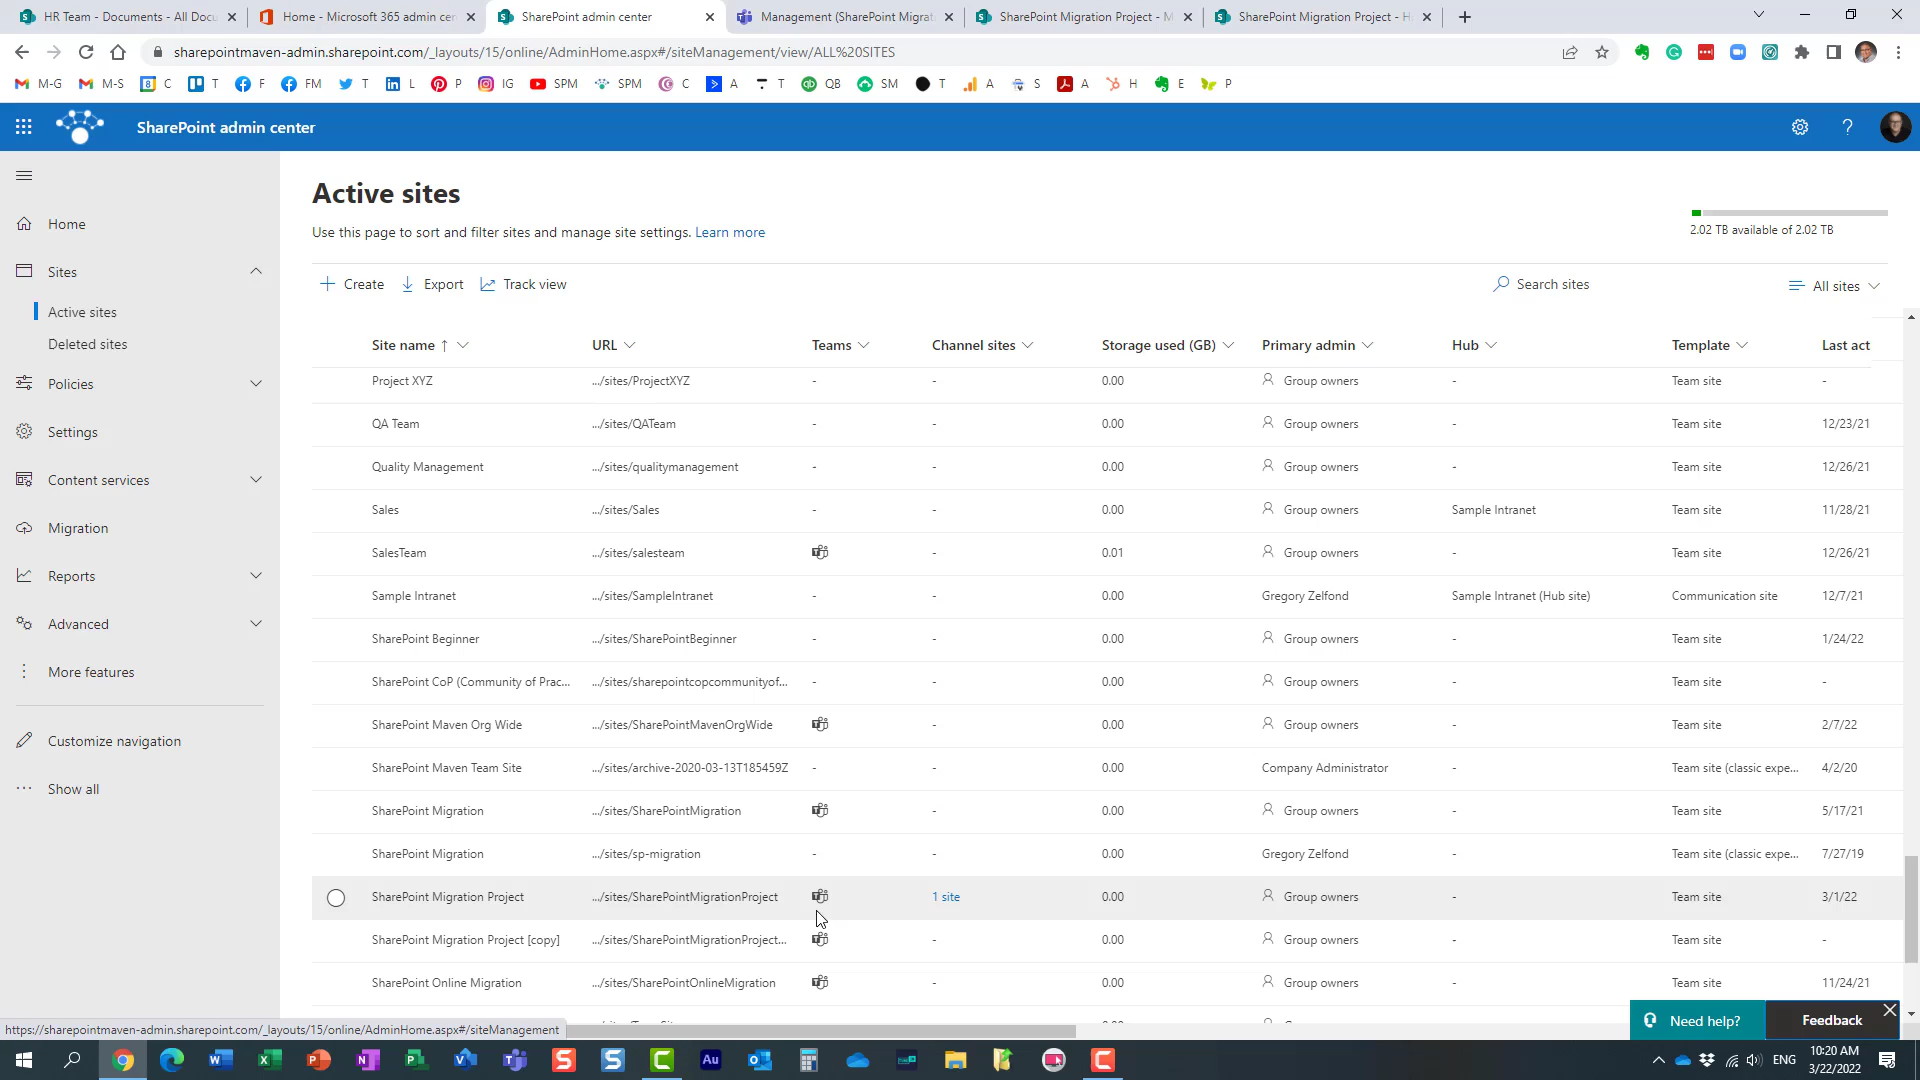 HR Team - Documents - All Docu
Home - Microsoft 365 admin cen
SharePoint admin center
Management (SharePoint Migrat
SharePoint Migration Project - M
SharePoint Migration Project - H
sharepointmaven-admin.sharepoint.com/_layouts/15/online/AdminHome.aspx#/siteManagement/view/ALL%20SITES
M-G M-S C T F FM T L P IG SPM SPM C A T QB SM T A S A H E P
SharePoint admin center
Home
Sites
Active sites
Deleted sites
Policies
Settings
Content services
Migration
Reports
Advanced
More features
Customize navigation
Show all
Active sites
Use this page to sort and filter sites and manage site settings. Learn more
2.02 TB available of 2.02 TB
Create Export Track view Search sites All sites
Site name ↑ URL Teams Channel sites Storage used (GB) Primary admin Hub Template Last act
Project XYZ .../sites/ProjectXYZ - - 0.00 Group owners - Team site -
QA Team .../sites/QATeam - - 0.00 Group owners - Team site 12/23/21
Quality Management .../sites/qualitymanagement - - 0.00 Group owners - Team site 12/26/21
Sales .../sites/Sales - - 0.00 Group owners Sample Intranet Team site 11/28/21
SalesTeam .../sites/salesteam - 0.01 Group owners - Team site 12/26/21
Sample Intranet .../sites/SampleIntranet - - 0.00 Gregory Zelfond Sample Intranet (Hub site) Communication site 12/7/21
SharePoint Beginner .../sites/SharePointBeginner - - 0.00 Group owners - Team site 1/24/22
SharePoint CoP (Community of Prac... .../sites/sharepointcopcommunityof... - - 0.00 Group owners - Team site -
SharePoint Maven Org Wide .../sites/SharePointMavenOrgWide - 0.00 Group owners - Team site 2/7/22
SharePoint Maven Team Site .../sites/archive-2020-03-13T185459Z - - 0.00 Company Administrator - Team site (classic expe... 4/2/20
SharePoint Migration .../sites/SharePointMigration - 0.00 Group owners - Team site 5/17/21
SharePoint Migration .../sites/sp-migration - - 0.00 Gregory Zelfond - Team site (classic expe... 7/27/19
SharePoint Migration Project .../sites/SharePointMigrationProject 1 site 0.00 Group owners - Team site 3/1/22
SharePoint Migration Project [copy] .../sites/SharePointMigrationProject... - 0.00 Group owners - Team site -
SharePoint Online Migration .../sites/SharePointOnlineMigration - 0.00 Group owners - Team site 11/24/21
Need help?
Feedback
https://sharepointmaven-admin.sharepoint.com/_layouts/15/online/AdminHome.aspx#/siteManagement
ENG
10:20 AM
3/22/2022